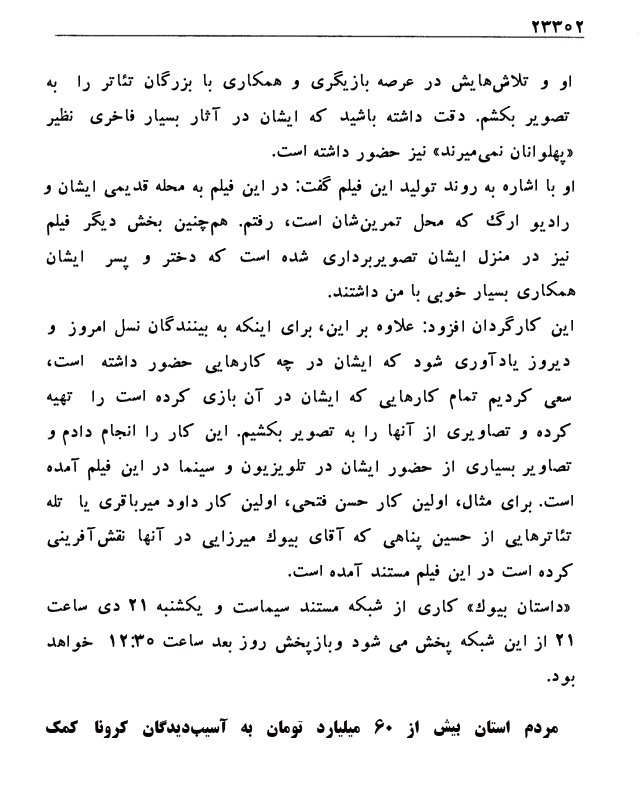 ۲۳۳۰۲
او و تلاش‌هایش در عرصه بازیگری و همکاری با بزرگان تئاتر را به
تصویر بکشم. دقت داشته باشید که ایشان در آثار بسیار فاخری نظیر
«پهلوانان نمی‌میرند» نیز حضور داشته است.
او با اشاره به روند تولید این فیلم گفت: در این فیلم به محله قدیمی ایشان و
رادیو ارگ که محل تمرین‌شان است، رفتم. هم‌چنین بخش دیگر فیلم
نیز در منزل ایشان تصویربرداری شده است که دختر و پسر ایشان
همکاری بسیار خوبی با من داشتند.
این کارگردان افزود: علاوه بر این، برای اینکه به بینندگان نسل امروز و
دیروز یادآوری شود که ایشان در چه کارهایی حضور داشته است،
سعی کردیم تمام کارهایی که ایشان در آن بازی کرده است را تهیه
کرده و تصاویری از آنها را به تصویر بکشیم. این کار را انجام دادم و
تصاویر بسیاری از حضور ایشان در تلویزیون و سینما در این فیلم آمده
است. برای مثال، اولین کار حسن فتحی، اولین کار داود میرباقری یا تله
تئاترهایی از حسین پناهی که آقای بیوك میرزایی در آنها نقش‌آفرینی
کرده است در این فیلم مستند آمده است.
«داستان بیوك» کاری از شبکه مستند سیماست و یکشنبه ۲۱ دی ساعت
۲۱ از این شبکه پخش می شود وبازپخش روز بعد ساعت ۱۲:۳۰ خواهد
بود.
مردم استان بیش از ۶۰ میلیارد تومان به آسیب‌دیدگان کرونا کمک